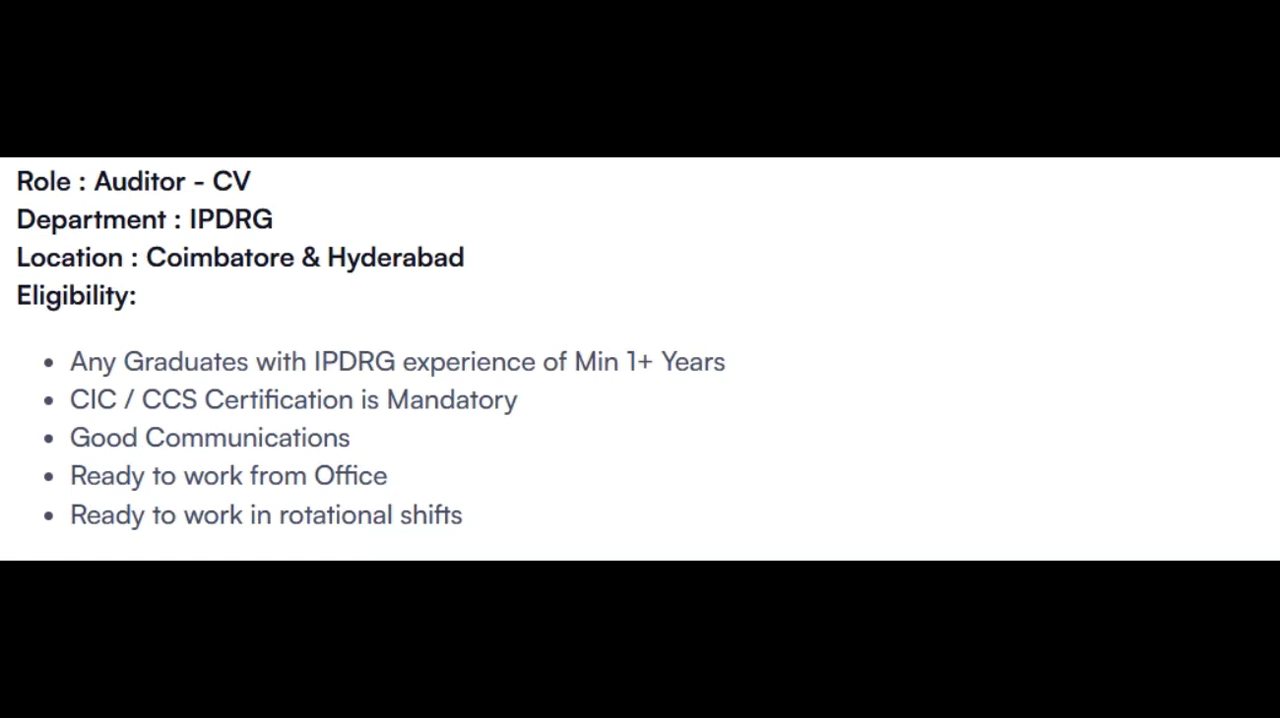 Role : Auditor - CV
Department : IPDRG
Location : Coimbatore & Hyderabad
Eligibility:
• Any Graduates with IPDRG experience of Min 1+ Years
• CIC / CCS Certification is Mandatory
• Good Communications
• Ready to work from Office
• Ready to work in rotational shifts